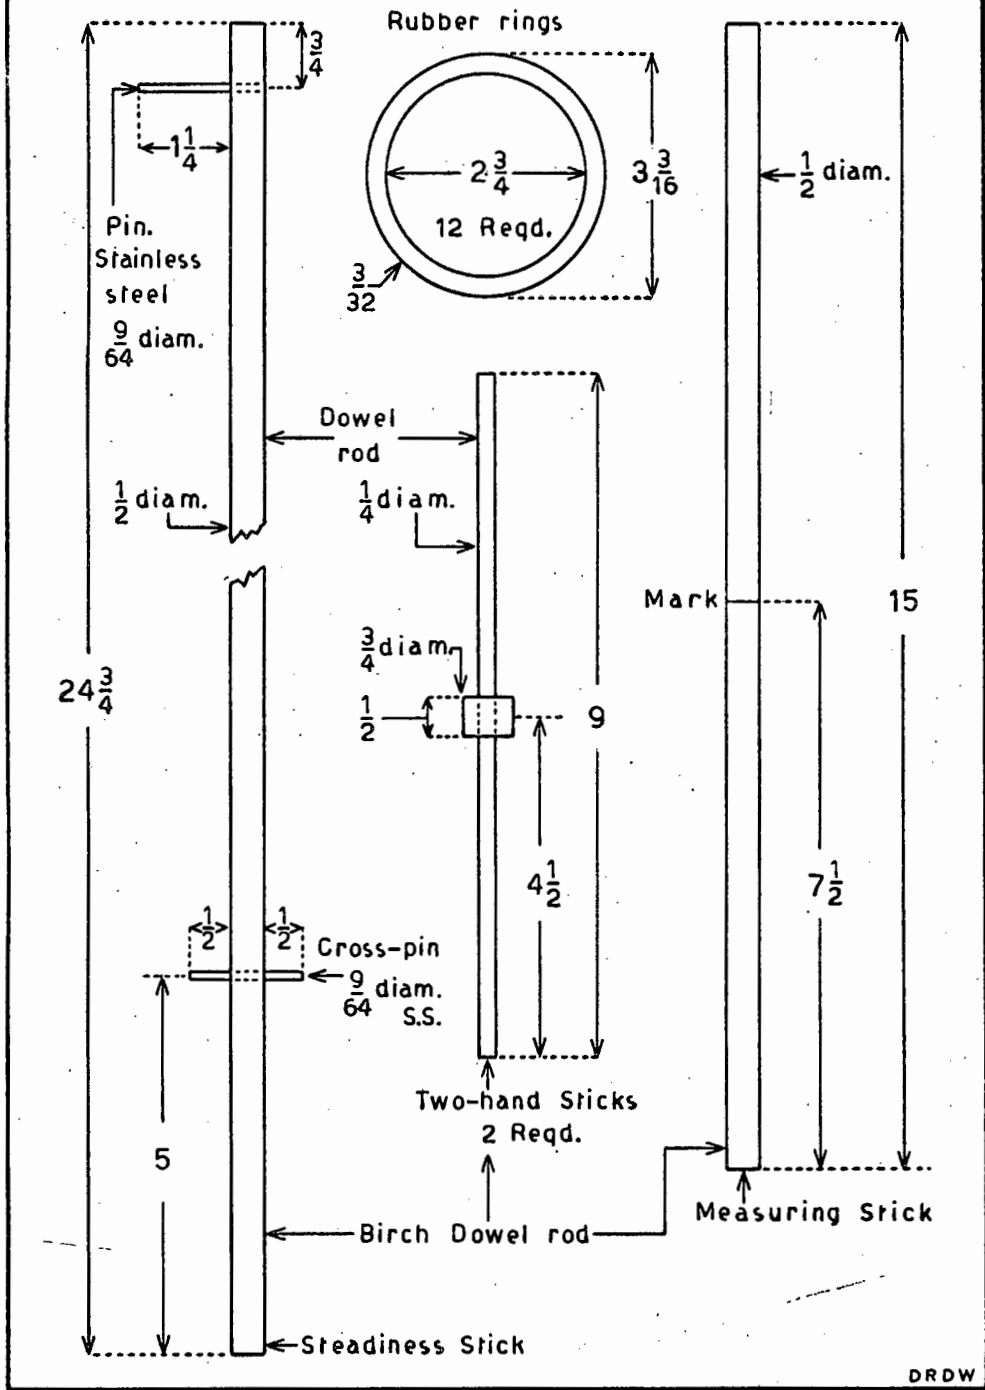 Rubber rings
3/4
1 1/4
2 3/4
3 3/16
1/2 diam.
12 Reqd.
Pin.
Stainless
steel
9/64 diam.
3/32
Dowel
rod
1/2 diam.
1/4 diam.
Mark
15
3/4 diam.
24 3/4
1/2
9
4 1/2
7 1/2
1/2
1/2
Cross-pin
9/64 diam.
S.S.
Two-hand Sticks
2 Reqd.
5
Measuring Stick
Birch Dowel rod
Steadiness Stick
DRDW